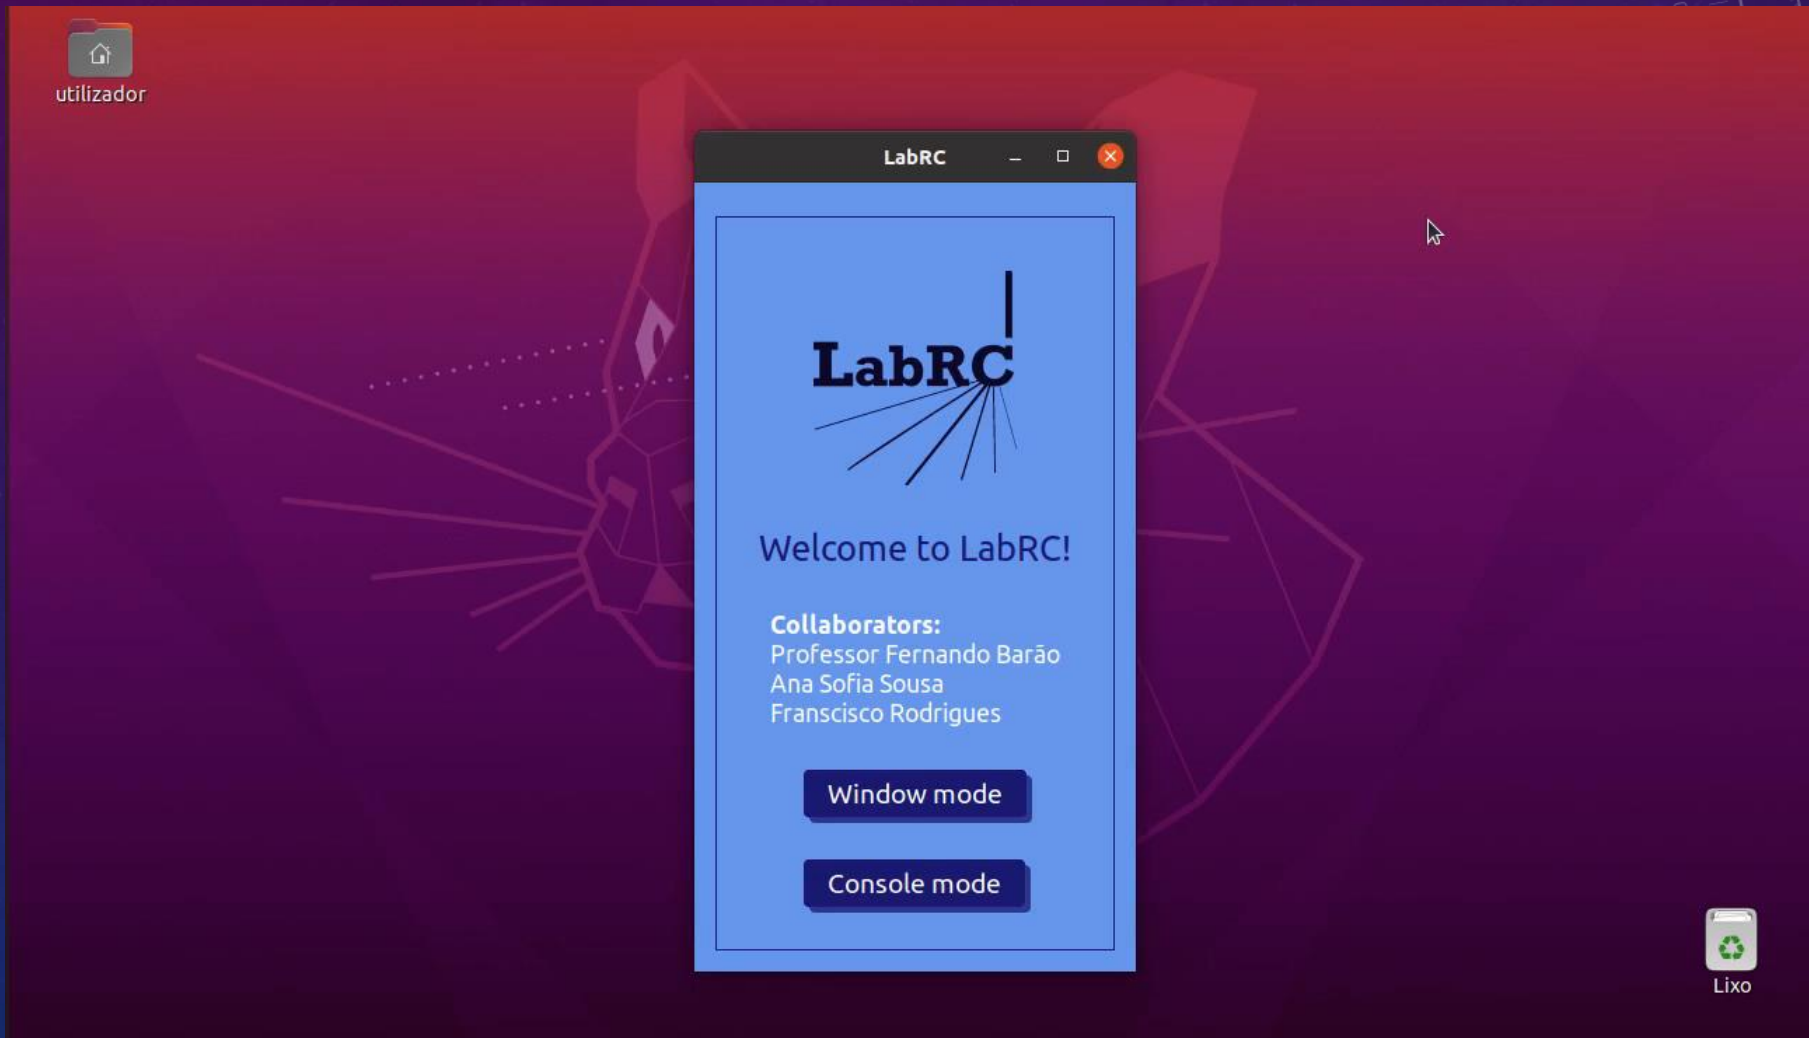 utilizador
LabRC
LabRC
Welcome to LabRC!
Collaborators:
Professor Fernando Barão
Ana Sofia Sousa
Franscisco Rodrigues
Window mode
Console mode
Lixo